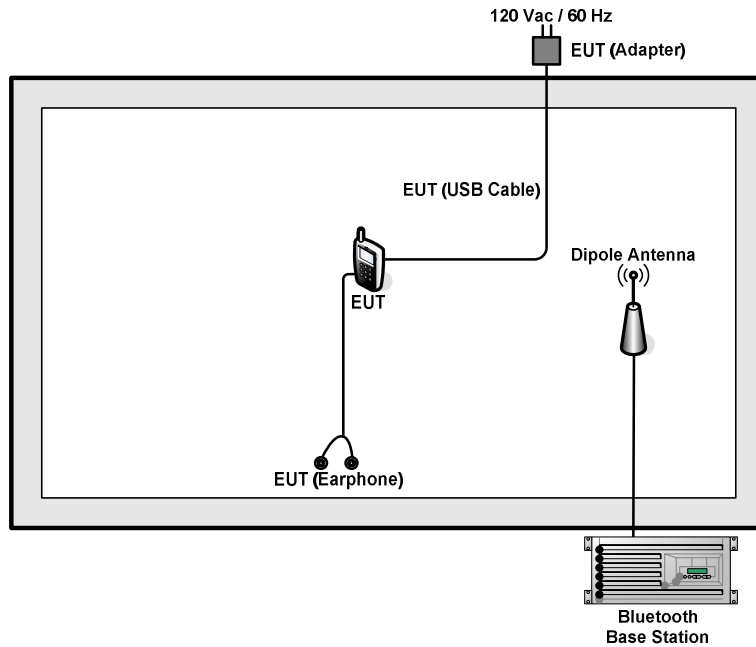 120 Vac / 60 Hz
EUT (Adapter)
EUT (USB Cable)
Dipole Antenna
EUT
EUT (Earphone)
Bluetooth
Base Station